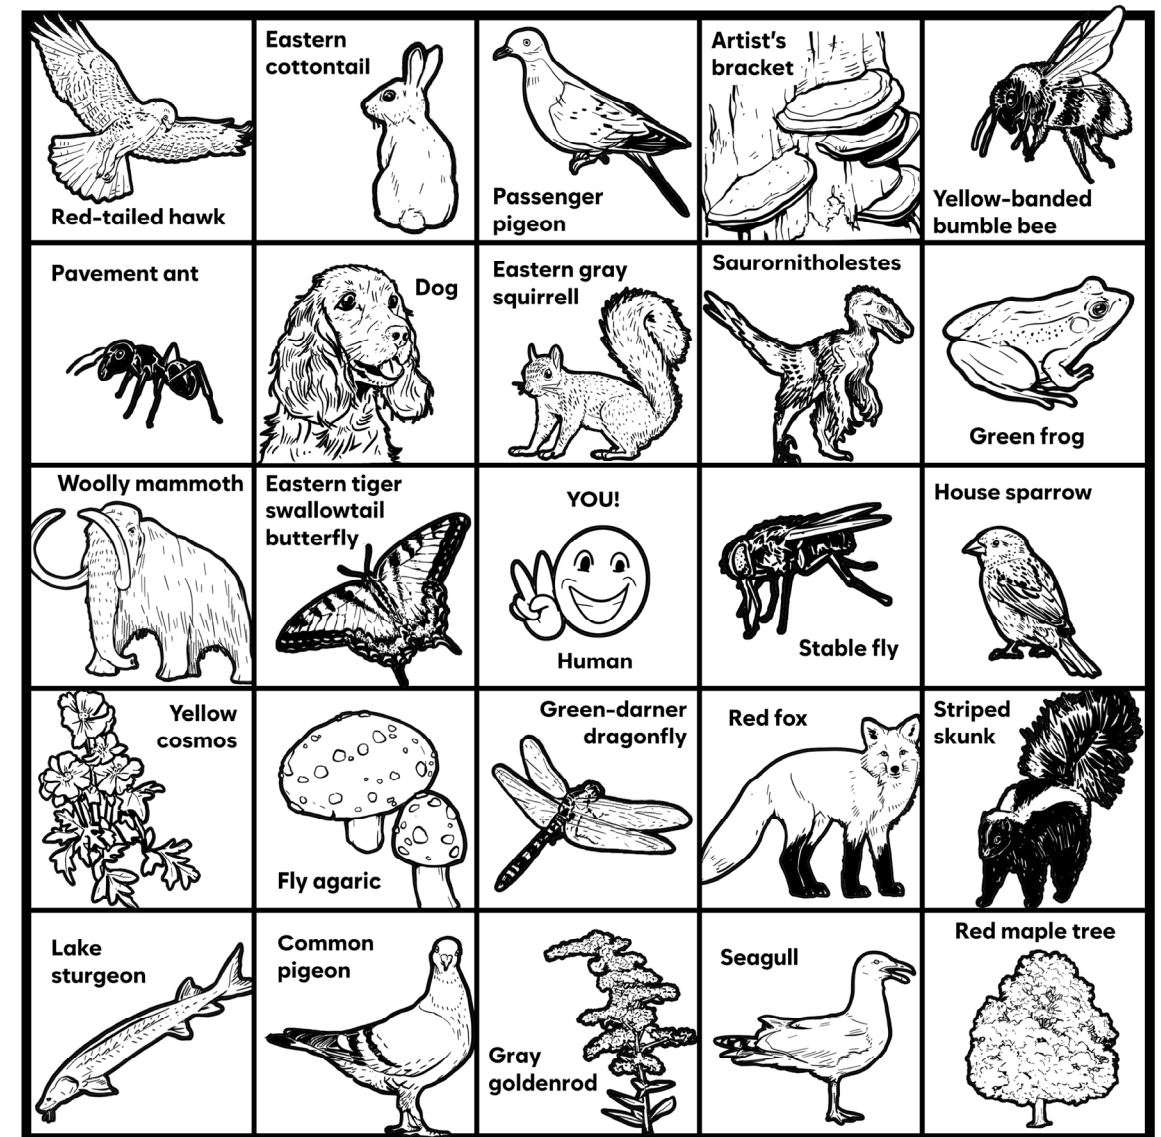 Red-tailed hawk
Eastern
cottontail
Passenger
pigeon
Artist's
bracket
Yellow-banded
bumble bee
Pavement ant
Dog
Eastern gray
squirrell
Saurornitholestes
Green frog
Woolly mammoth
Eastern tiger
swallowtail
butterfly
YOU!
Human
Stable fly
House sparrow
Yellow
cosmos
Fly agaric
Green-darner
dragonfly
Red fox
Striped
skunk
Lake
sturgeon
Common
pigeon
Gray
goldenrod
Seagull
Red maple tree